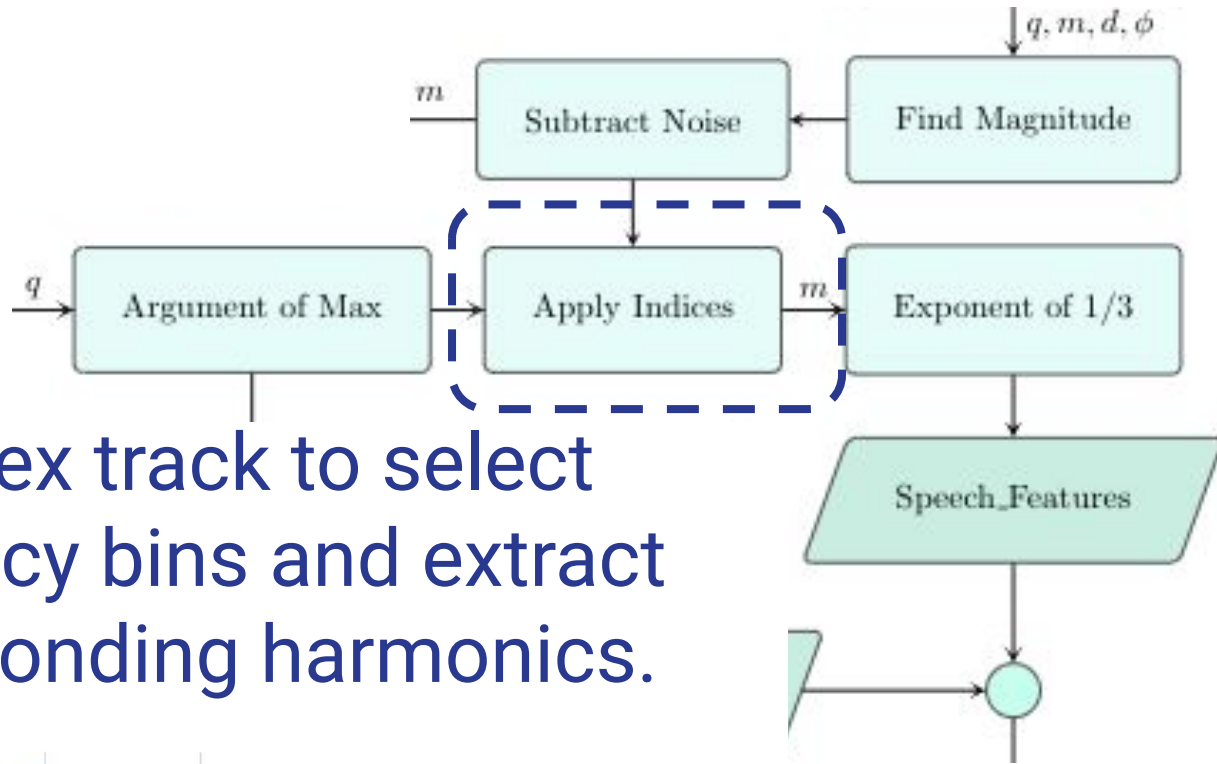 q, m, d, ϕ
m
Subtract Noise
Find Magnitude
q
Argument of Max
Apply Indices
m
Exponent of 1/3
ex track to select
cy bins and extract
onding harmonics.
Speech_Features